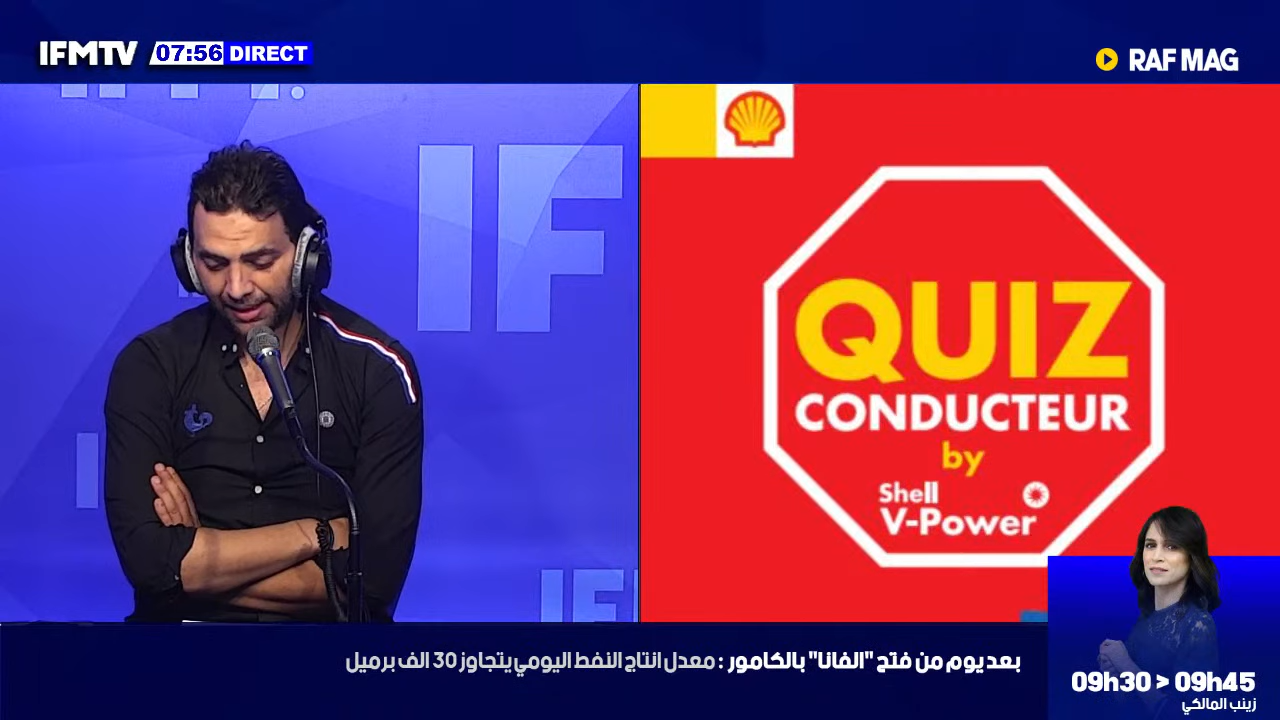 IFMTV 07:56 DIRECT
RAF MAG
IF
QUIZ
CONDUCTEUR
by
Shell
V-Power
بعد يوم من فتح "الفانا" بالكامور : معدل انتاج النفط اليومي يتجاوز 30 الف برميل
09h30 > 09h45
زينب المالكي